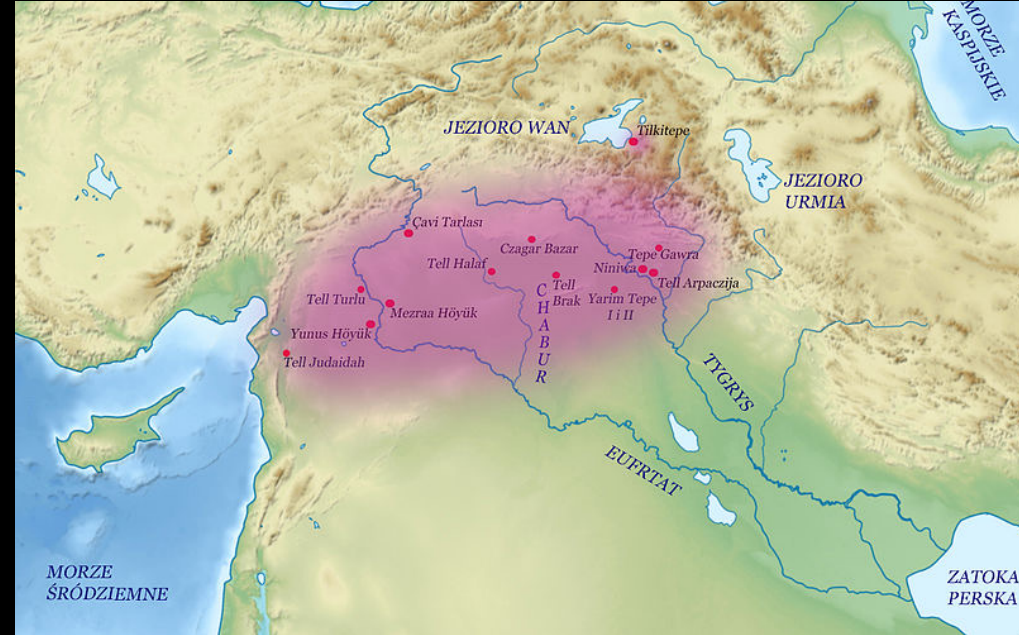 MORZE
KASPIJSKIE
JEZIORO WAN
Tilkitepe
JEZIORO
URMIA
Çavi Tarlası
Czagar Bazar
Tepe Gawra
Tell Halaf
Niniwa
Tell Arpaczija
Tell
Brak
Yarim Tepe
I i II
Tell Turlu
Mezraa Höyük
Yunus Höyük
Tell Judaidah
CHABUR
TYGRYS
EUFRTAT
MORZE
ŚRÓDZIEMNE
ZATOKA
PERSKA